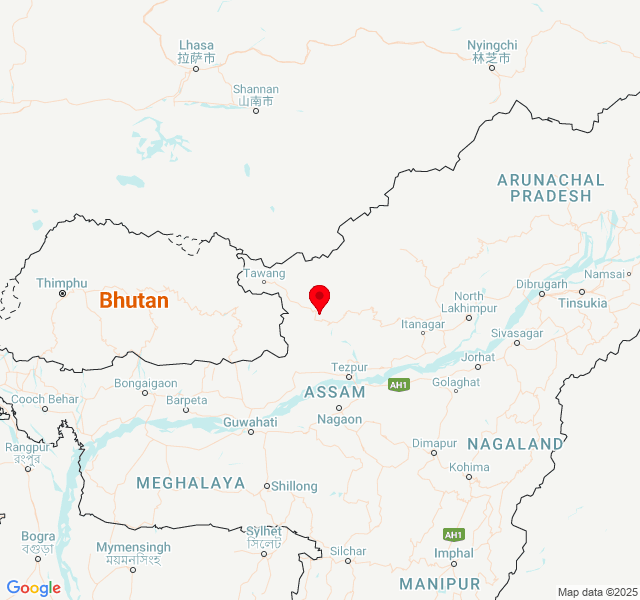 Lhasa
拉萨市
Nyingchi
林芝市
Shannan
山南市
ARUNACHAL
PRADESH
Tawang
Thimphu
Bhutan
Namsai
Dibrugarh
Tinsukia
North
Lakhimpur
Itanagar
Sivasagar
Jorhat
Tezpur
AH1
Golaghat
Bongaigaon
ASSAM
Cooch Behar
Barpeta
Nagaon
Guwahati
Rangpur
রংপুর
Dimapur
NAGALAND
Kohima
MEGHALAYA
Shillong
Bogra
বগুড়া
Mymensingh
ময়মনসিংহ
Sylhet
সিলেট
AH1
Silchar
Imphal
MANIPUR
Google
Map data ©2025